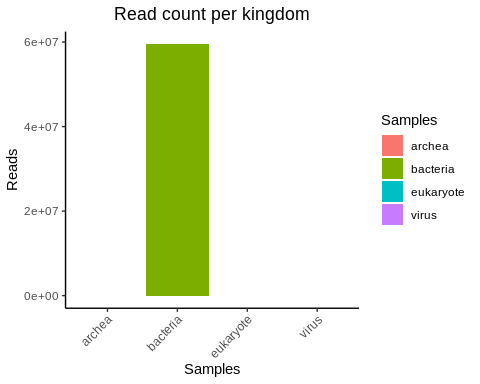 Read count per kingdom
6e+07
4e+07
2e+07
0e+00
Reads
archea
bacteria
eukaryote
virus
Samples
Samples
archea
bacteria
eukaryote
virus